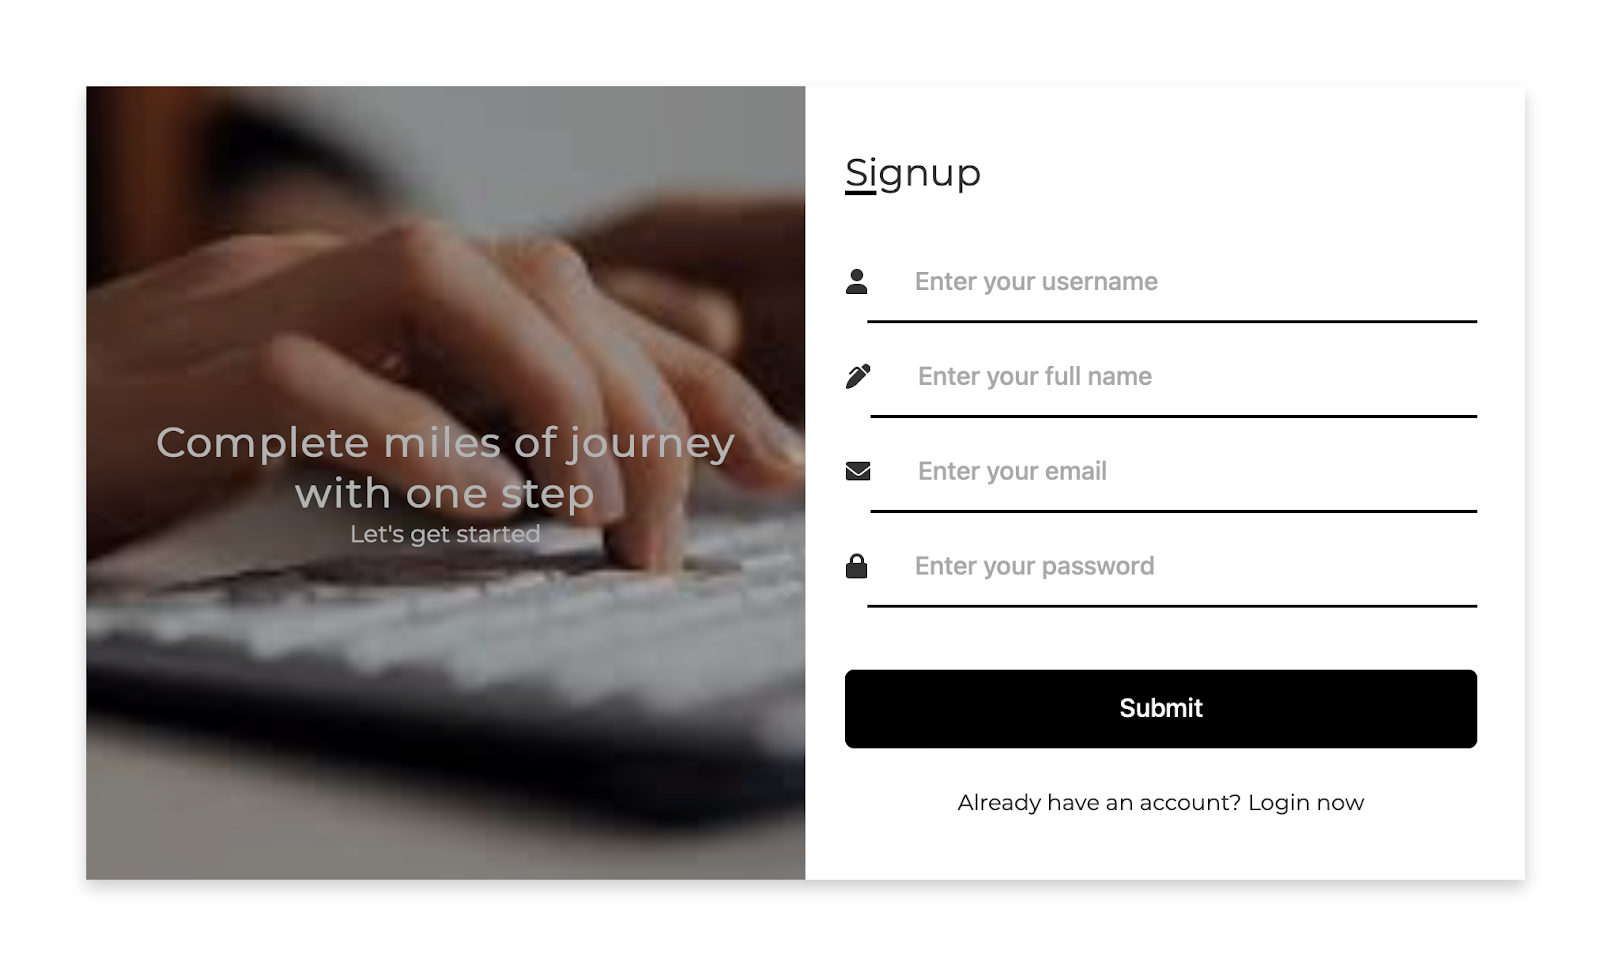 Complete miles of journey
with one step
Let's get started
Signup
Enter your username
Enter your full name
Enter your email
Enter your password
Submit
Already have an account? Login now